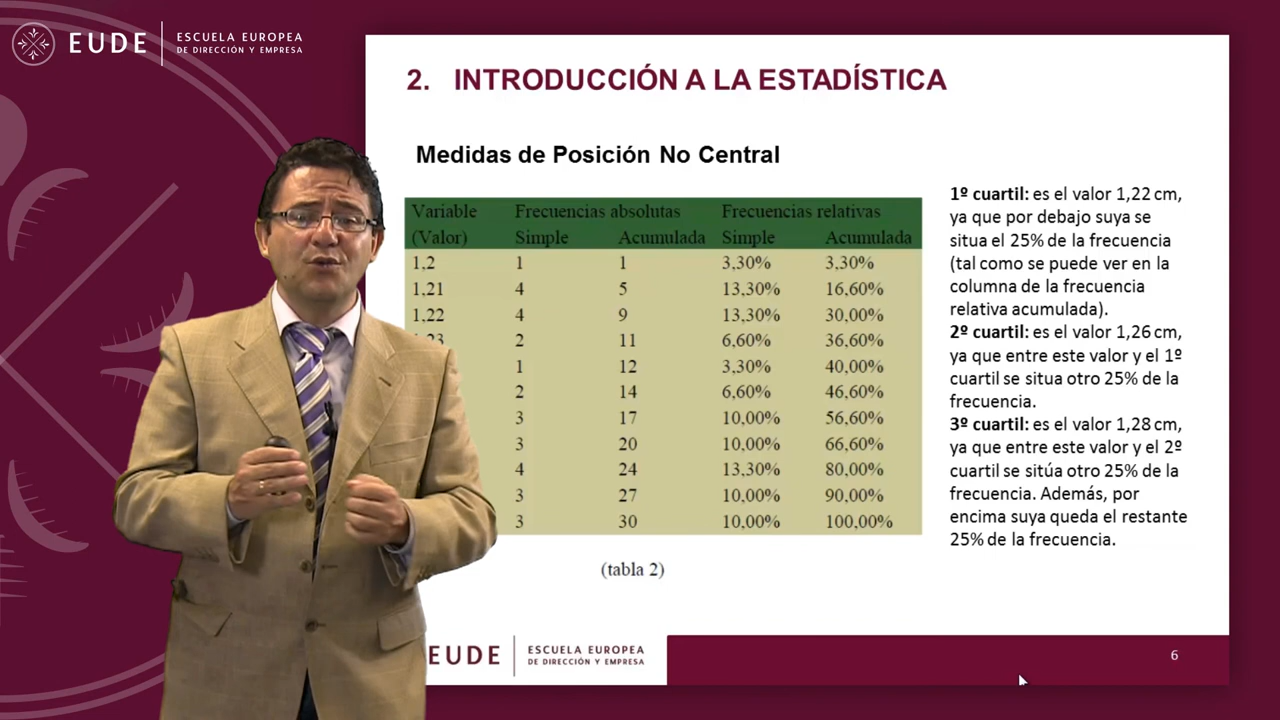 EUDE
ESCUELA EUROPEA
DE DIRECCIÓN Y EMPRESA
2. INTRODUCCIÓN A LA ESTADÍSTICA
Medidas de Posición No Central
Variable Frecuencias absolutas Frecuencias relativas
(Valor) Simple Acumulada Simple Acumulada
1,2 1 1 3,30% 3,30%
1,21 4 5 13,30% 16,60%
1,22 4 9 13,30% 30,00%
23 2 11 6,60% 36,60%
1 12 3,30% 40,00%
2 14 6,60% 46,60%
3 17 10,00% 56,60%
3 20 10,00% 66,60%
4 24 13,30% 80,00%
3 27 10,00% 90,00%
3 30 10,00% 100,00%
(tabla 2)
1º cuartil: es el valor 1,22 cm,
ya que por debajo suya se
situa el 25% de la frecuencia
(tal como se puede ver en la
columna de la frecuencia
relativa acumulada).
2º cuartil: es el valor 1,26 cm,
ya que entre este valor y el 1º
cuartil se situa otro 25% de la
frecuencia.
3º cuartil: es el valor 1,28 cm,
ya que entre este valor y el 2º
cuartil se sitúa otro 25% de la
frecuencia. Además, por
encima suya queda el restante
25% de la frecuencia.
EUDE
ESCUELA EUROPEA
DE DIRECCIÓN Y EMPRESA
6